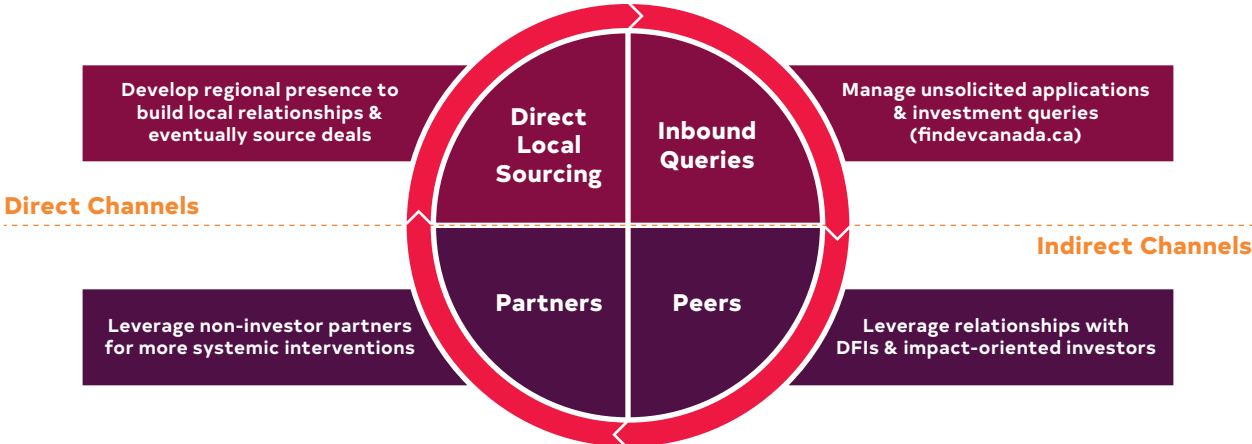 Develop regional presence to
build local relationships &
eventually source deals
Direct
Local
Sourcing
Inbound
Queries
Manage unsolicited applications
& investment queries
(findevcanada.ca)
Direct Channels
Indirect Channels
Leverage non-investor partners
for more systemic interventions
Partners
Peers
Leverage relationships with
DFIs & impact-oriented investors